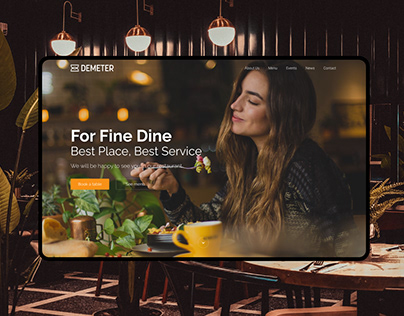 DEMETER
About Us Menu Events News Contact
For Fine Dine
Best Place, Best Service
We will be happy to see you in our restaurant
Book a table